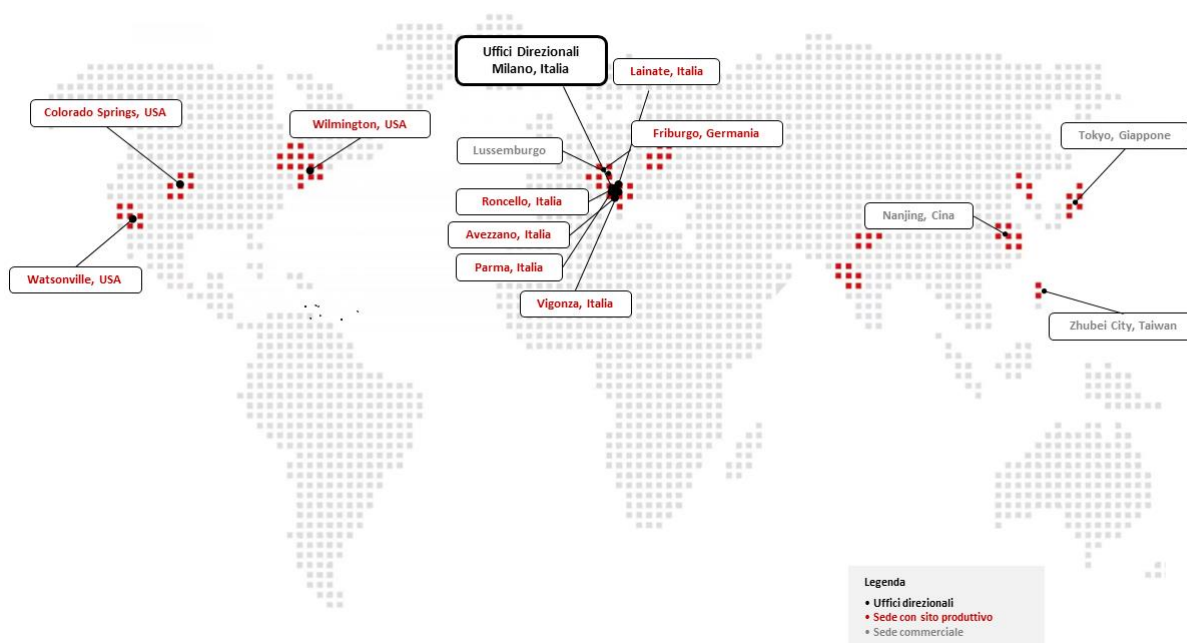 Uffici Direzionali
Milano, Italia
Lainate, Italia
Colorado Springs, USA
Wilmington, USA
Friburgo, Germania
Tokyo, Giappone
Lussemburgo
Roncello, Italia
Nanjing, Cina
Avezzano, Italia
Parma, Italia
Watsonville, USA
Vigonza, Italia
Zhubei City, Taiwan
Legenda
• Uffici direzionali
• Sede con sito produttivo
• Sede commerciale